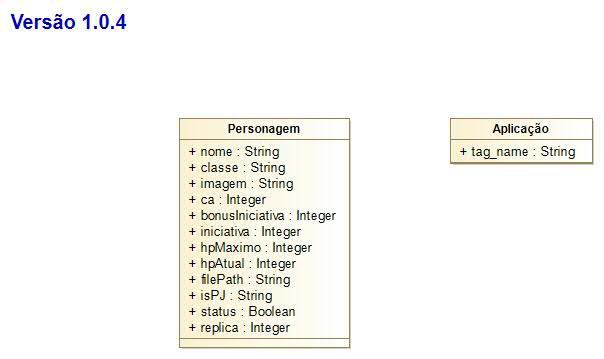 Versão 1.0.4
Personagem
+ nome : String
+ classe : String
+ imagem : String
+ ca : Integer
+ bonusIniciativa : Integer
+ iniciativa : Integer
+ hpMaximo : Integer
+ hpAtual : Integer
+ filePath : String
+ isPJ : String
+ status : Boolean
+ replica : Integer
Aplicação
+ tag_name : String